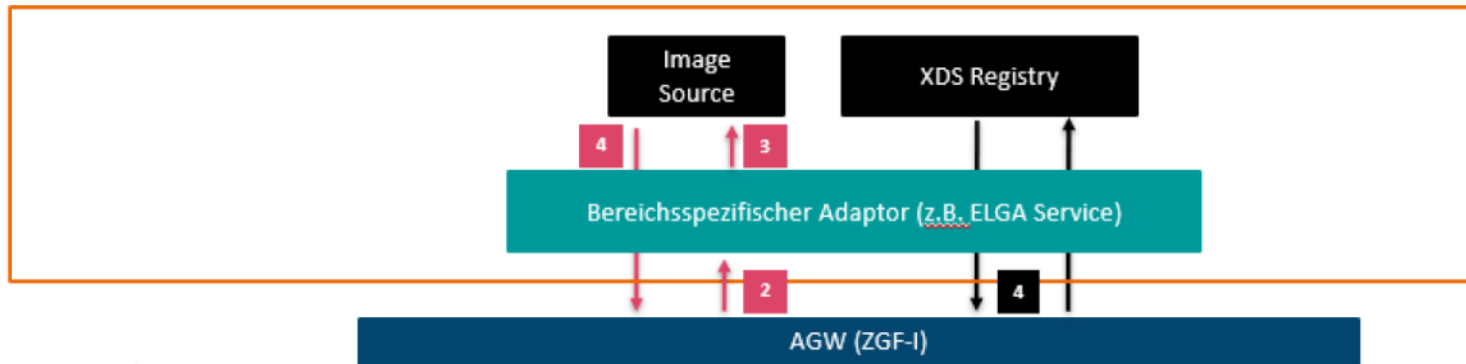 Image
Source
XDS Registry
4
3
Bereichsspezifischer Adaptor (z.B. ELGA Service)
2
4
AGW (ZGF-I)